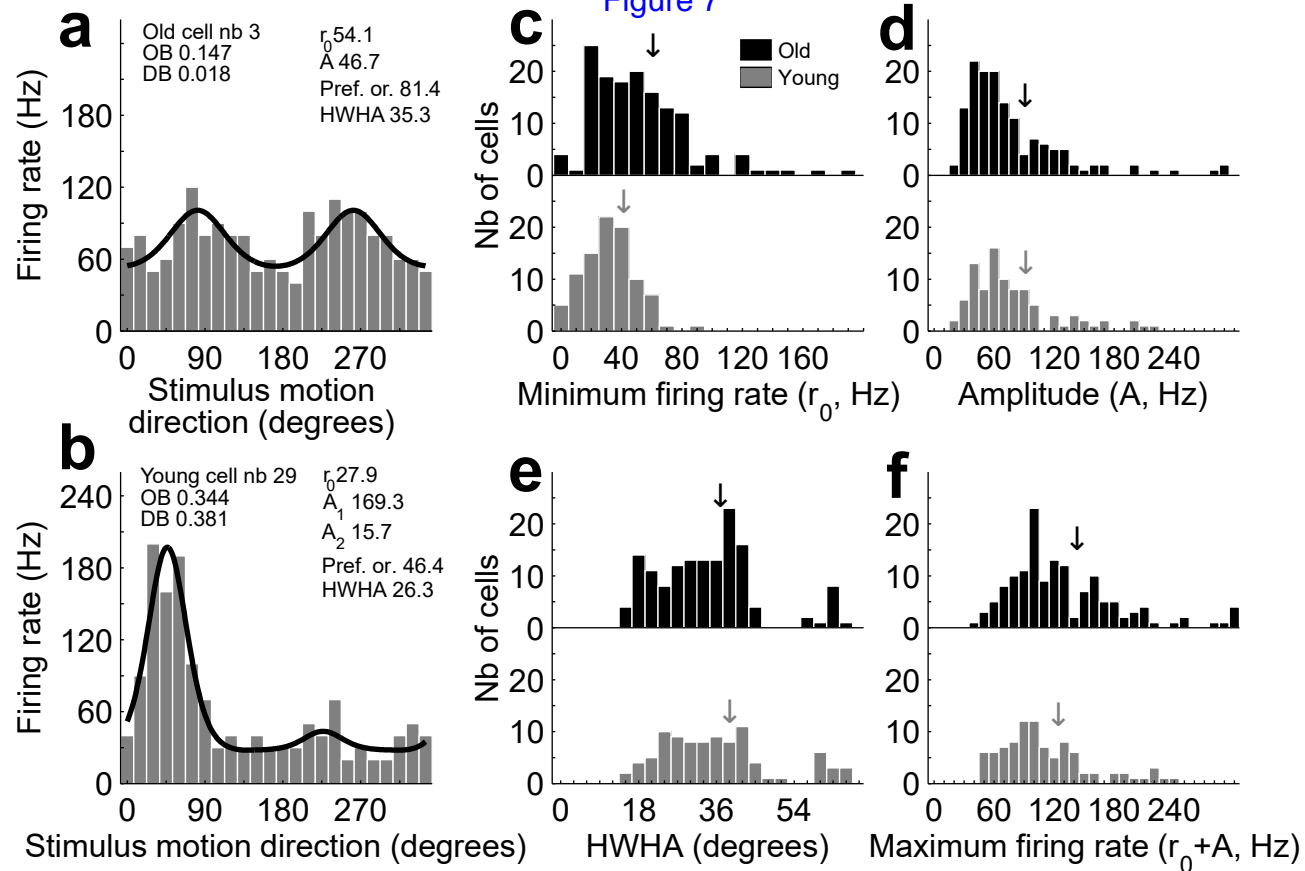 Figure 7
a
Old cell nb 3
OB 0.147
DB 0.018
r0 54.1
A 46.7
Pref. or. 81.4
HWHA 35.3
Firing rate (Hz)
180
120
60
0
0 90 180 270
Stimulus motion
direction (degrees)
b
Young cell nb 29
OB 0.344
DB 0.381
r0 27.9
A1 169.3
A2 15.7
Pref. or. 46.4
HWHA 26.3
Firing rate (Hz)
240
180
120
60
0
0 90 180 270
Stimulus motion direction (degrees)
c
Old
Young
Nb of cells
20
10
0
20
10
0
0 40 80 120 160
Minimum firing rate (r0, Hz)
d
20
10
0
20
10
0
0 60 120 180 240
Amplitude (A, Hz)
e
Nb of cells
20
10
0
20
10
0
0 18 36 54
HWHA (degrees)
f
20
10
0
20
10
0
0 60 120 180 240
Maximum firing rate (r0+A, Hz)